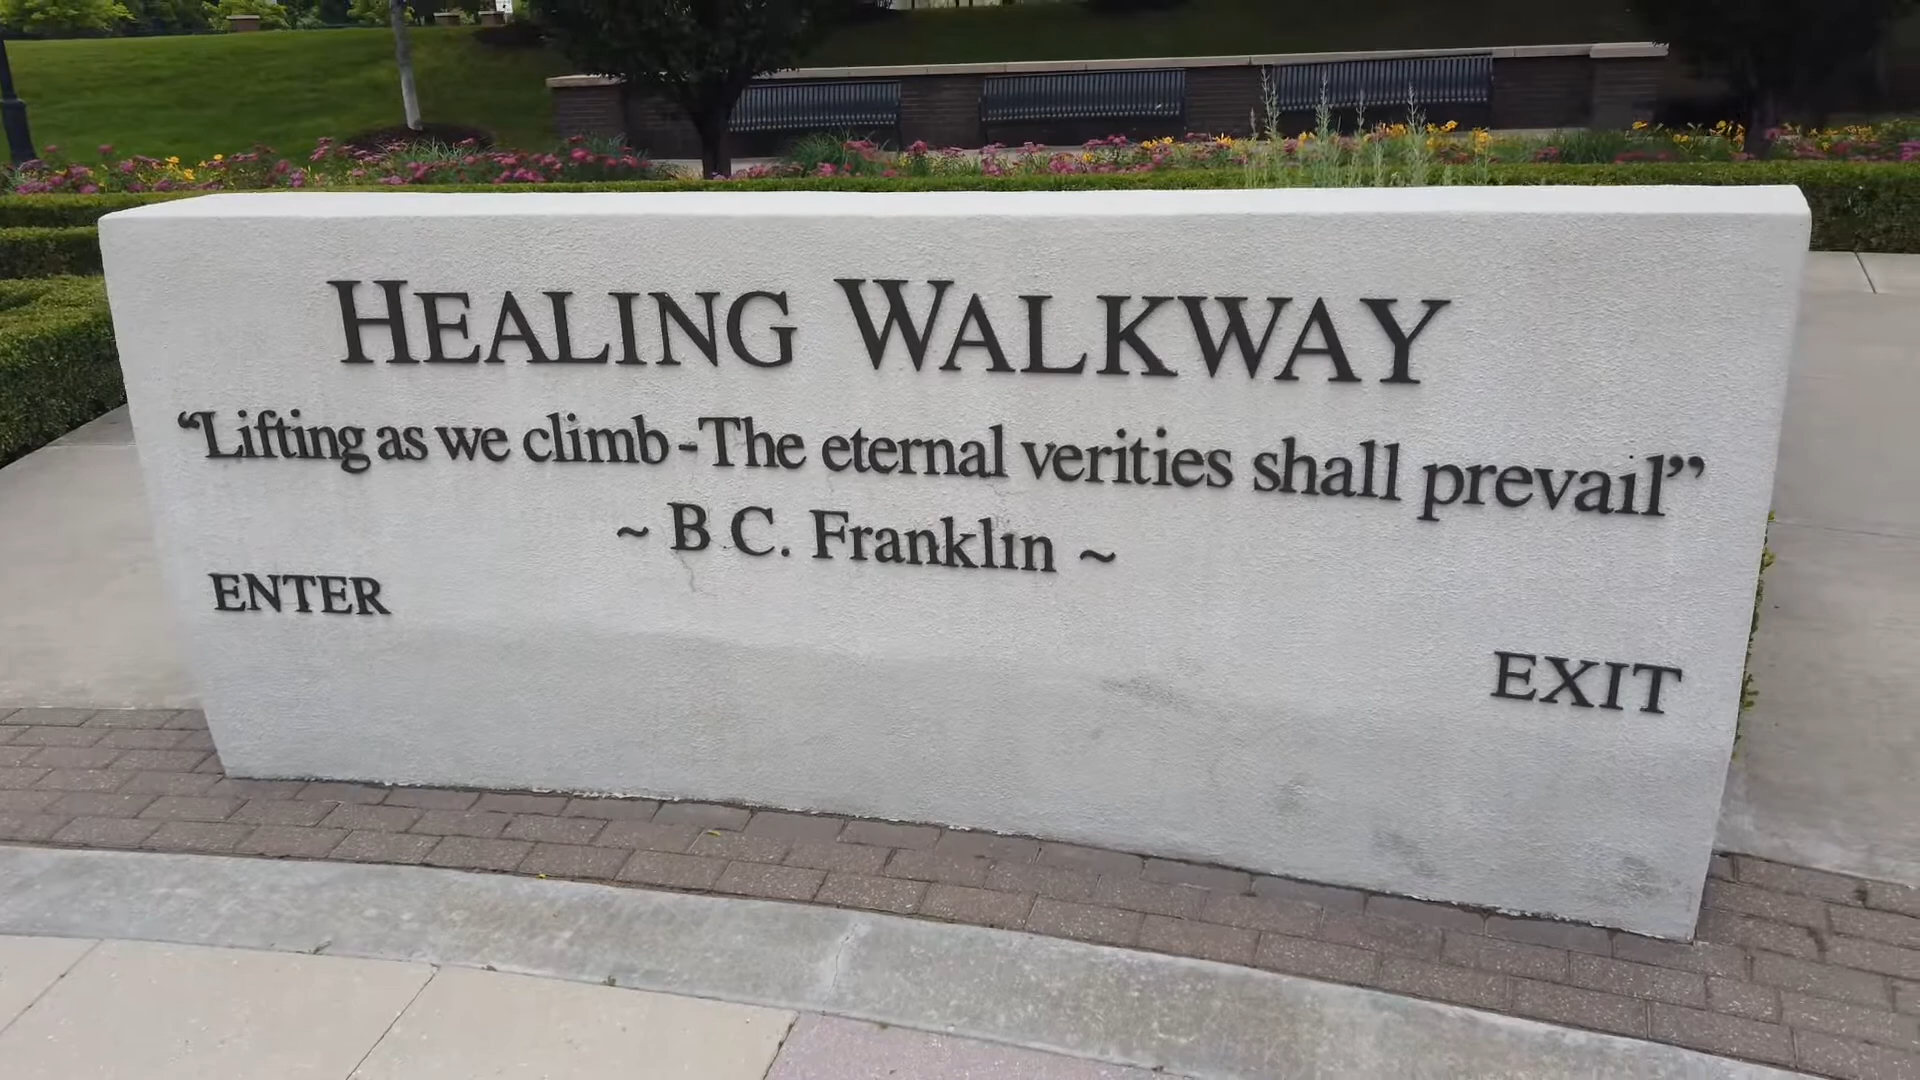 HEALING WALKWAY
“Lifting as we climb - The eternal verities shall prevail”
~ B C. Franklin ~
ENTER
EXIT